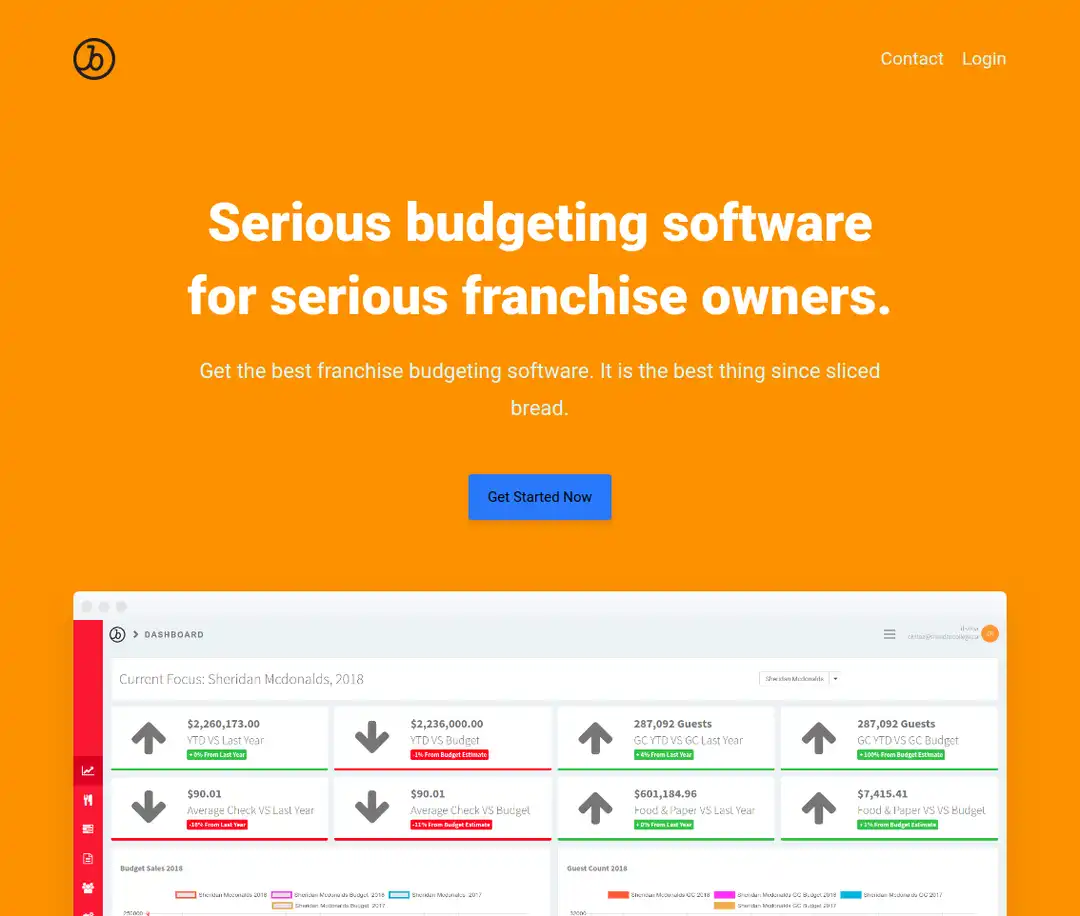 b
Contact Login
Serious budgeting software
for serious franchise owners.
Get the best franchise budgeting software. It is the best thing since sliced
bread.
Get Started Now
b DASHBOARD
Current Focus: Sheridan Mcdonalds, 2018
Sheridan Mcdonalds
$2,260,173.00
YTD VS Last Year
+ 0% From Last Year
$2,236,000.00
YTD VS Budget
-1% From Budget Estimate
287,092 Guests
GC YTD VS GC Last Year
+ 4% From Last Year
287,092 Guests
GC YTD VS GC Budget
+ 100% From Budget Estimate
$90.01
Average Check VS Last Year
-10% From Last Year
$90.01
Average Check VS Budget
-11% From Budget Estimate
$601,184.96
Food & Paper VS Last Year
+ 0% From Last Year
$7,415.41
Food & Paper VS VS Budget
+ 1% From Budget Estimate
Budget Sales 2018
Sheridan Mcdonalds 2018 Sheridan Mcdonalds Budget 2018 Sheridan Mcdonalds 2017
Sheridan Mcdonalds Budget 2017
250000
Guest Count 2018
Sheridan Mcdonalds GC 2018 Sheridan Mcdonalds GC Budget 2018 Sheridan Mcdonalds GC 2017
Sheridan Mcdonalds GC Budget 2017
32000